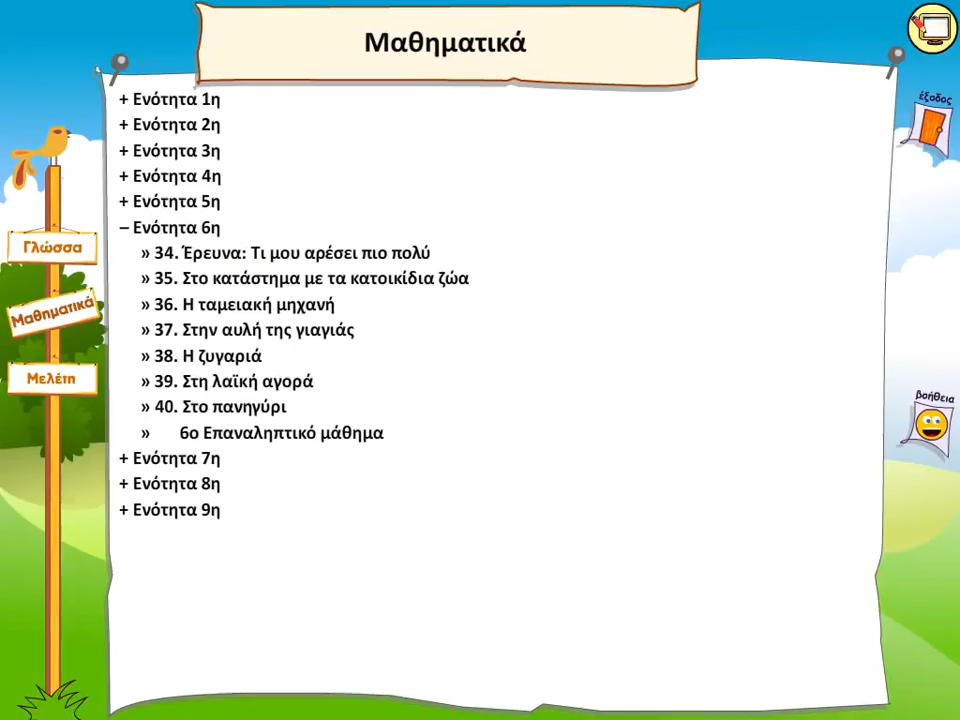 Μαθηματικά
έξοδος
+ Ενότητα 1η
+ Ενότητα 2η
+ Ενότητα 3η
+ Ενότητα 4η
+ Ενότητα 5η
– Ενότητα 6η
» 34. Έρευνα: Τι μου αρέσει πιο πολύ
» 35. Στο κατάστημα με τα κατοικίδια ζώα
» 36. Η ταμειακή μηχανή
» 37. Στην αυλή της γιαγιάς
» 38. Η ζυγαριά
» 39. Στη λαϊκή αγορά
» 40. Στο πανηγύρι
» 6ο Επαναληπτικό μάθημα
+ Ενότητα 7η
+ Ενότητα 8η
+ Ενότητα 9η
Γλώσσα
Μαθηματικά
Μελέτη
βοήθεια